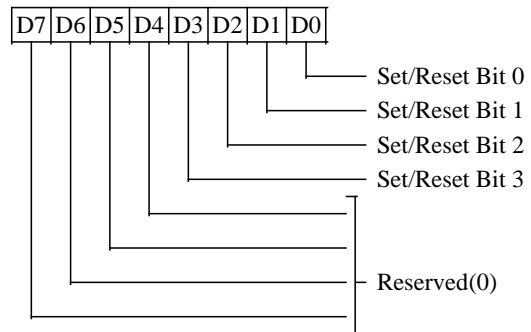 D7 D6 D5 D4 D3 D2 D1 D0
Set/Reset Bit 0
Set/Reset Bit 1
Set/Reset Bit 2
Set/Reset Bit 3
Reserved(0)